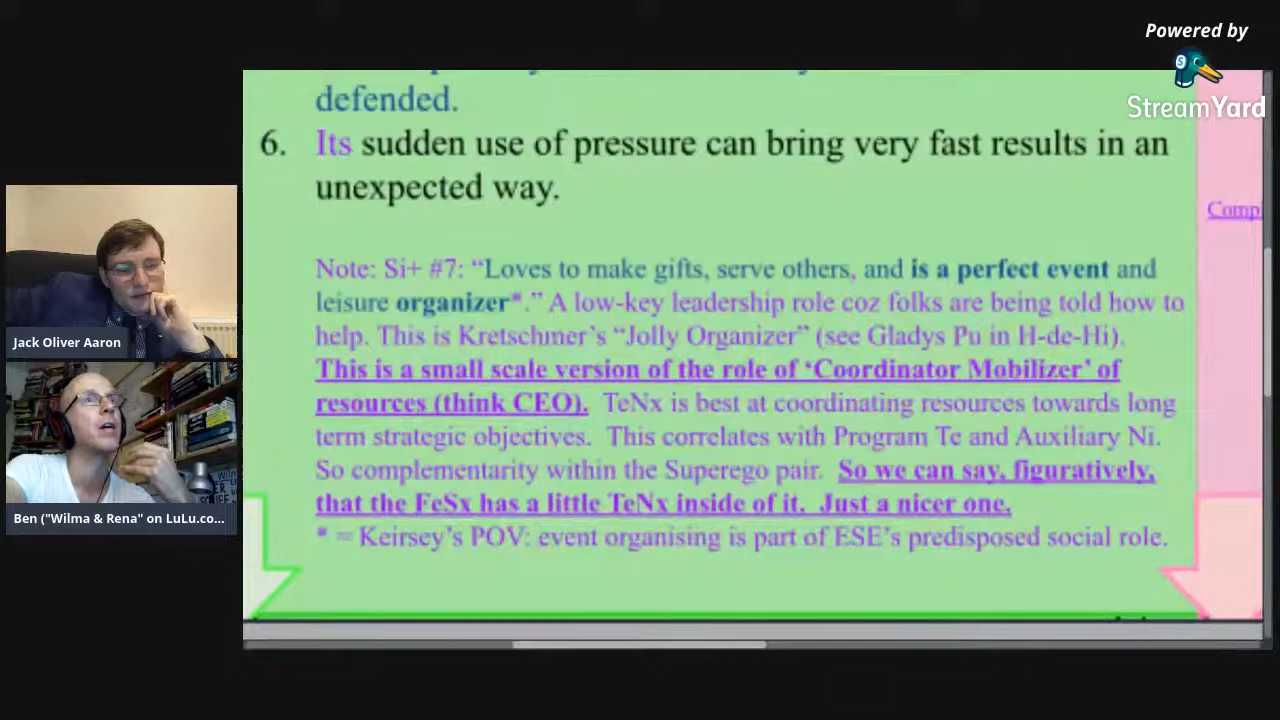 Powered by
StreamYard
defended.
6. Its sudden use of pressure can bring very fast results in an
unexpected way.
Comp
Note: Si+ #7: “Loves to make gifts, serve others, and is a perfect event and
leisure organizer*.” A low-key leadership role coz folks are being told how to
help. This is Kretschmer’s “Jolly Organizer” (see Gladys Pu in H-de-Hi).
This is a small scale version of the role of ‘Coordinator Mobilizer’ of
resources (think CEO). TeNx is best at coordinating resources towards long
term strategic objectives. This correlates with Program Te and Auxiliary Ni.
So complementarity within the Superego pair. So we can say, figuratively,
that the FeSx has a little TeNx inside of it. Just a nicer one.
* = Keirsey’s POV: event organising is part of ESE’s predisposed social role.
Jack Oliver Aaron
Ben ("Wilma & Rena" on LuLu.co...